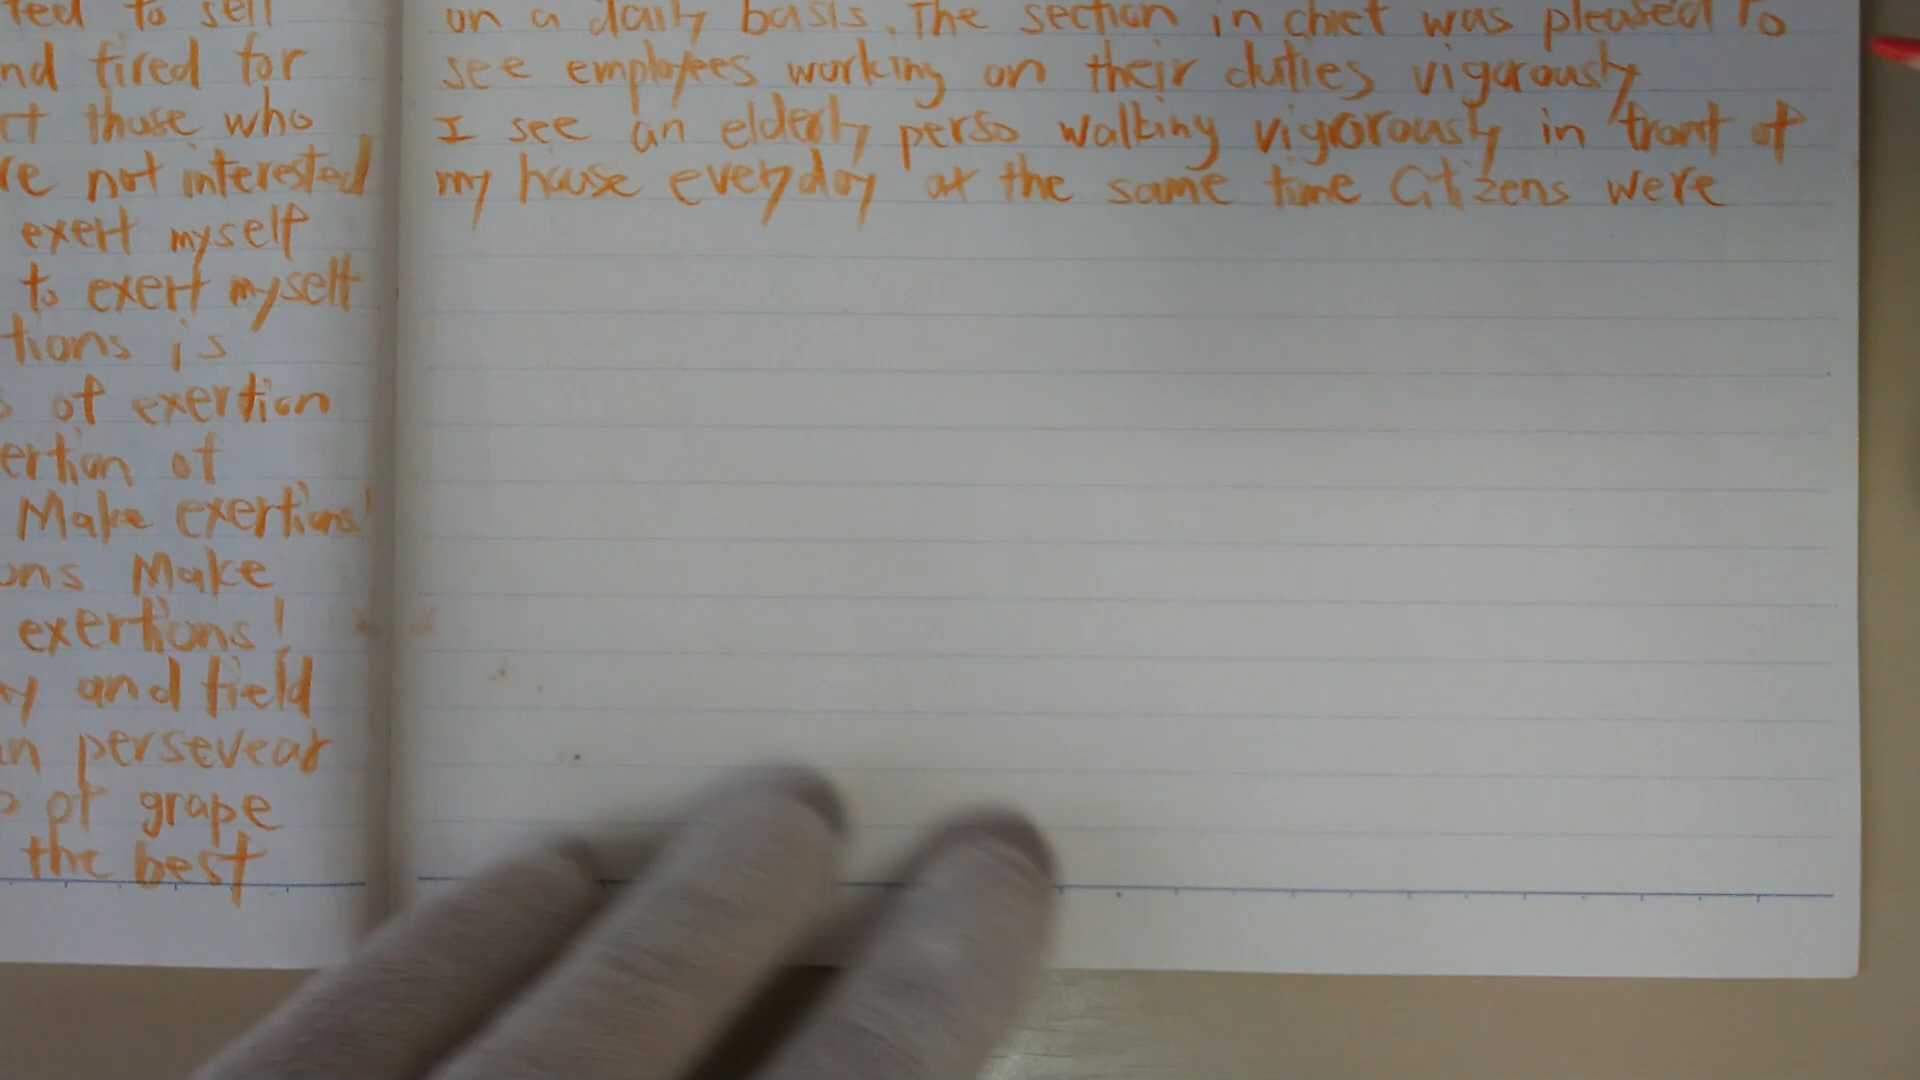 ted to sell
nd tired for
ct those who
re not interested
exert myself
to exert myself
tions is
s of exertion
ertion of
Make exertions!
ons Make
exertions!
y and field
n persevear
p of grape
the best
on a daily basis. The section in chief was pleased to
see employees working on their duties vigorously
I see an elderly perso walking vigorously in front of
my house everyday at the same time Citizens were